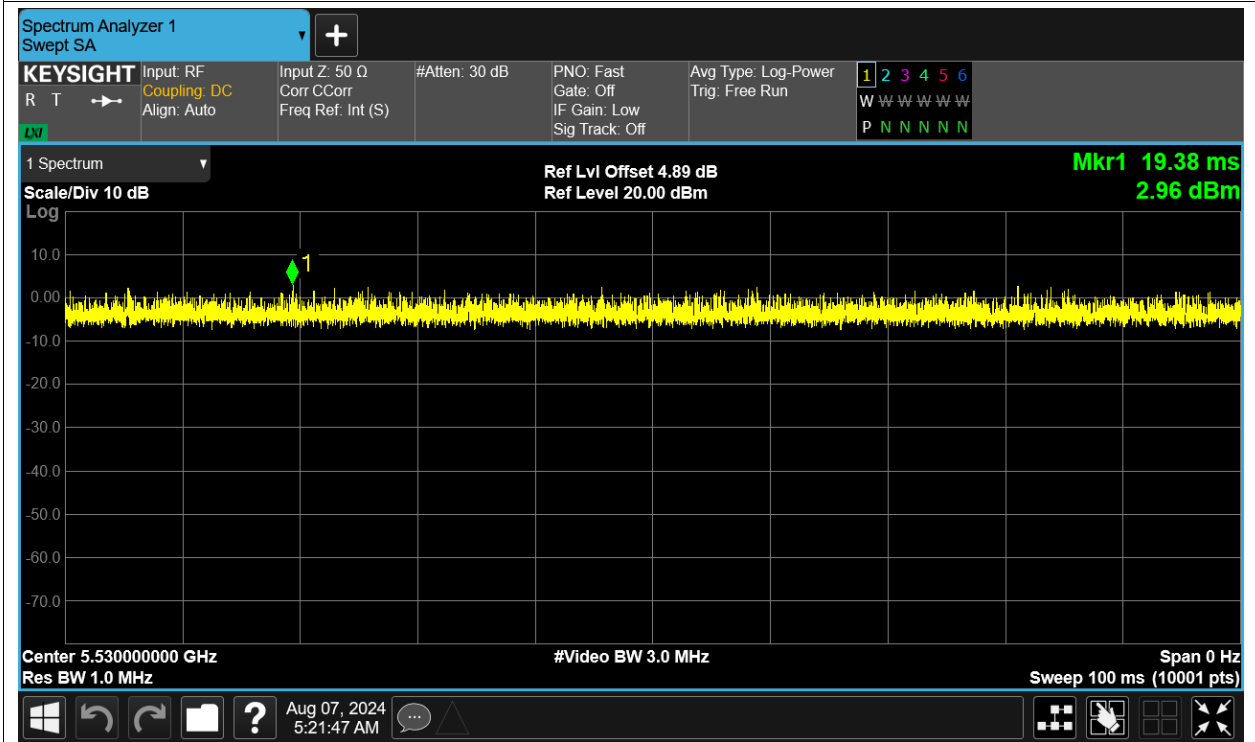 Spectrum Analyzer 1
Swept SA
+
KEYSIGHT
R T
LXI
Input: RF
Coupling: DC
Align: Auto
Input Z: 50 Ω
Corr CCorr
Freq Ref: Int (S)
#Atten: 30 dB
PNO: Fast
Gate: Off
IF Gain: Low
Sig Track: Off
Avg Type: Log-Power
Trig: Free Run
1 2 3 4 5 6
W W W W W W
P N N N N N
1 Spectrum
Scale/Div 10 dB
Ref Lvl Offset 4.89 dB
Ref Level 20.00 dBm
Mkr1 19.38 ms
2.96 dBm
Log
10.0
1
0.00
-10.0
-20.0
-30.0
-40.0
-50.0
-60.0
-70.0
Center 5.530000000 GHz
#Video BW 3.0 MHz
Span 0 Hz
Res BW 1.0 MHz
Sweep 100 ms (10001 pts)
?
Aug 07, 2024
5:21:47 AM